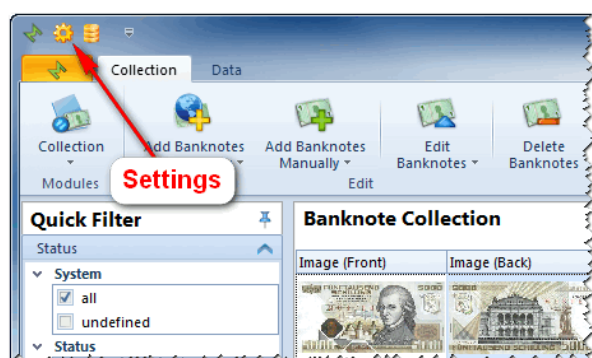 Collection Data
Collection
Add Banknotes
Add Banknotes
Manually
Edit
Banknotes
Delete
Banknotes
Modules
Settings
Edit
Quick Filter
Banknote Collection
Status
Image (Front) Image (Back)
System
all
undefined
Status
5000